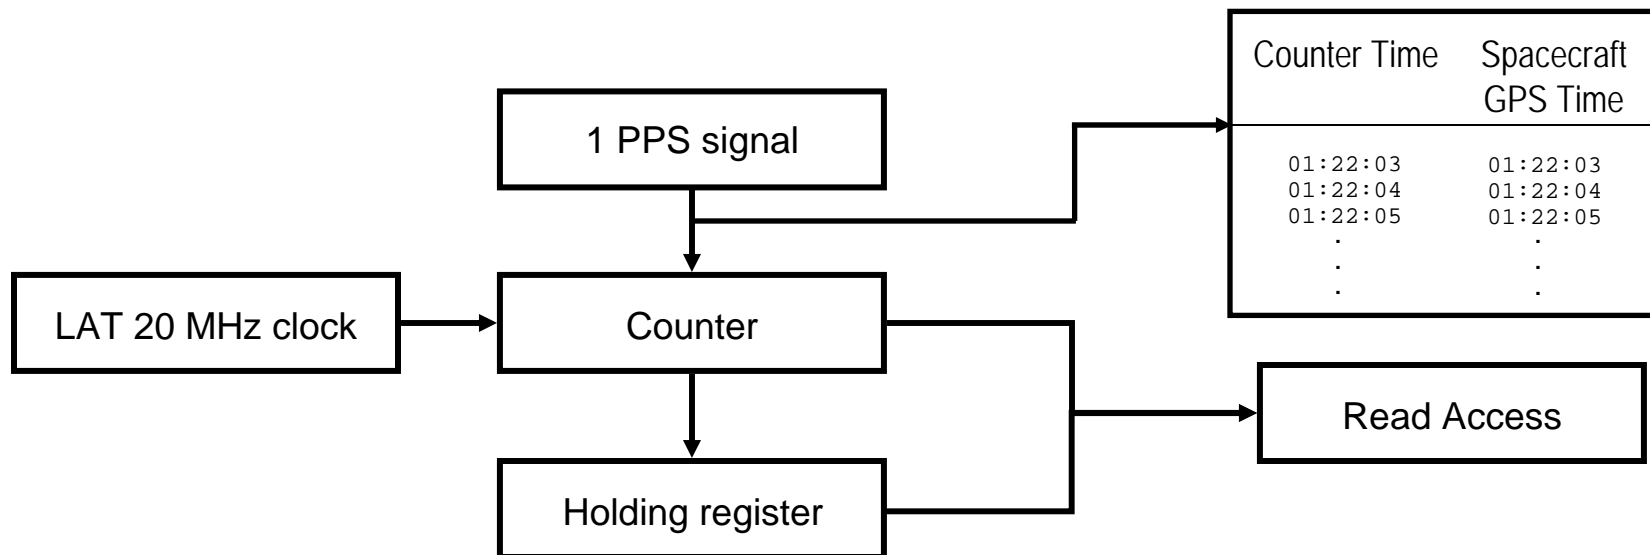 Counter Time Spacecraft
GPS Time
1 PPS signal
01:22:03 01:22:03
01:22:04 01:22:04
01:22:05 01:22:05
. .
. .
. .
LAT 20 MHz clock
Counter
Read Access
Holding register